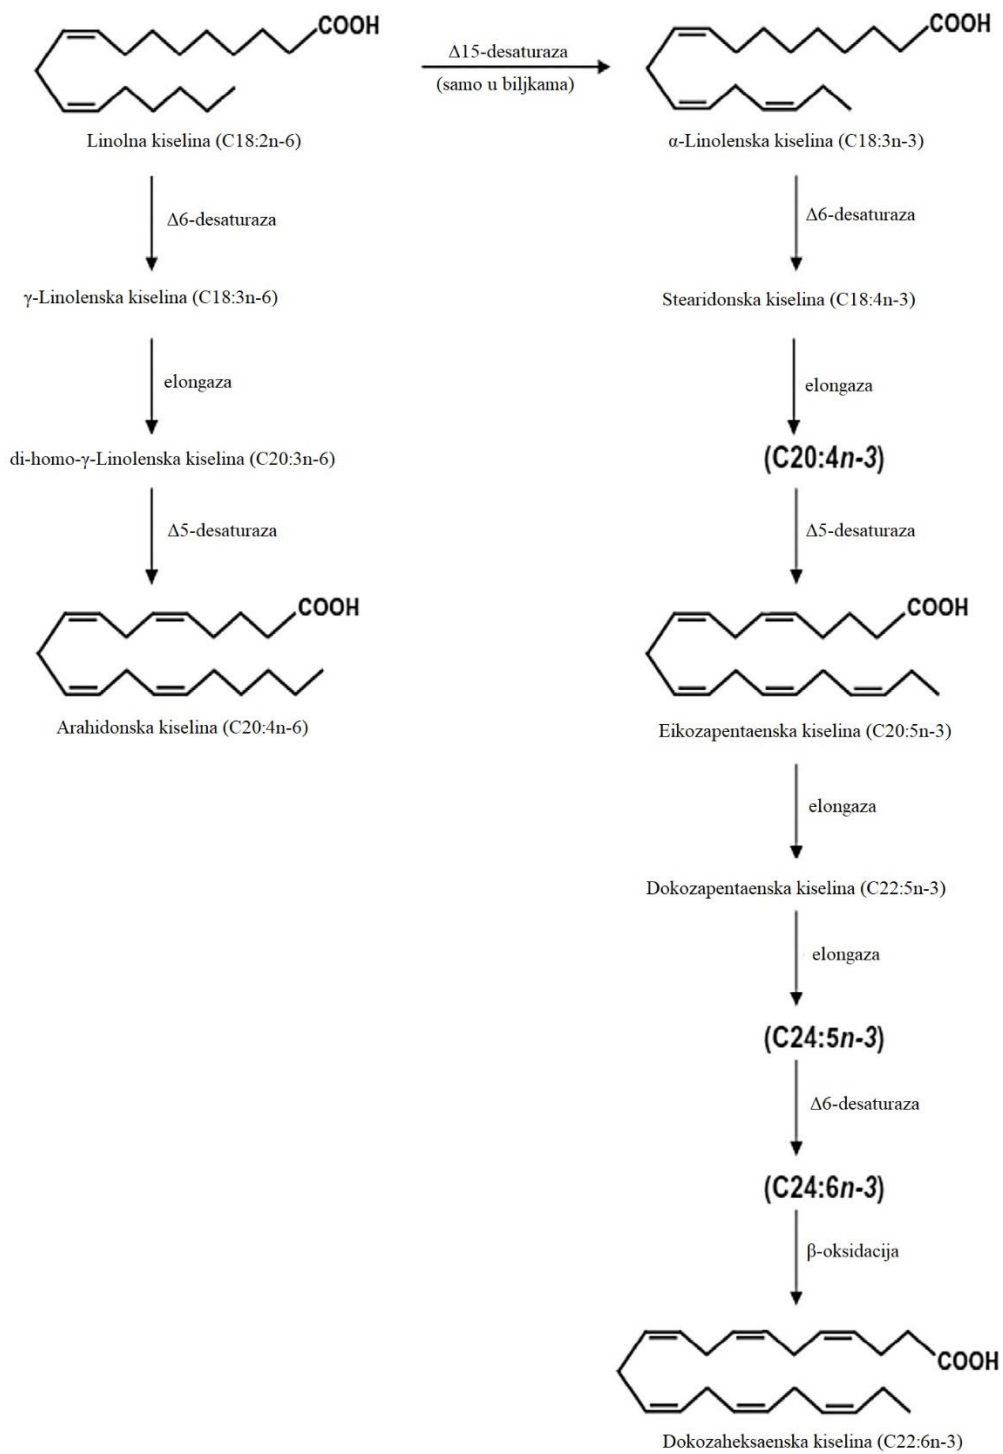 COOH
Linolna kiselina (C18:2n-6)
Δ15-desaturaza
(samo u biljkama)
COOH
α-Linolenska kiselina (C18:3n-3)
Δ6-desaturaza
γ-Linolenska kiselina (C18:3n-6)
elongaza
di-homo-γ-Linolenska kiselina (C20:3n-6)
Δ5-desaturaza
COOH
Arahidonska kiselina (C20:4n-6)
Δ6-desaturaza
Stearidonska kiselina (C18:4n-3)
elongaza
(C20:4n-3)
Δ5-desaturaza
COOH
Eikozapentaenska kiselina (C20:5n-3)
elongaza
Dokozapentaenska kiselina (C22:5n-3)
elongaza
(C24:5n-3)
Δ6-desaturaza
(C24:6n-3)
β-oksidacija
COOH
Dokozaheksaenska kiselina (C22:6n-3)